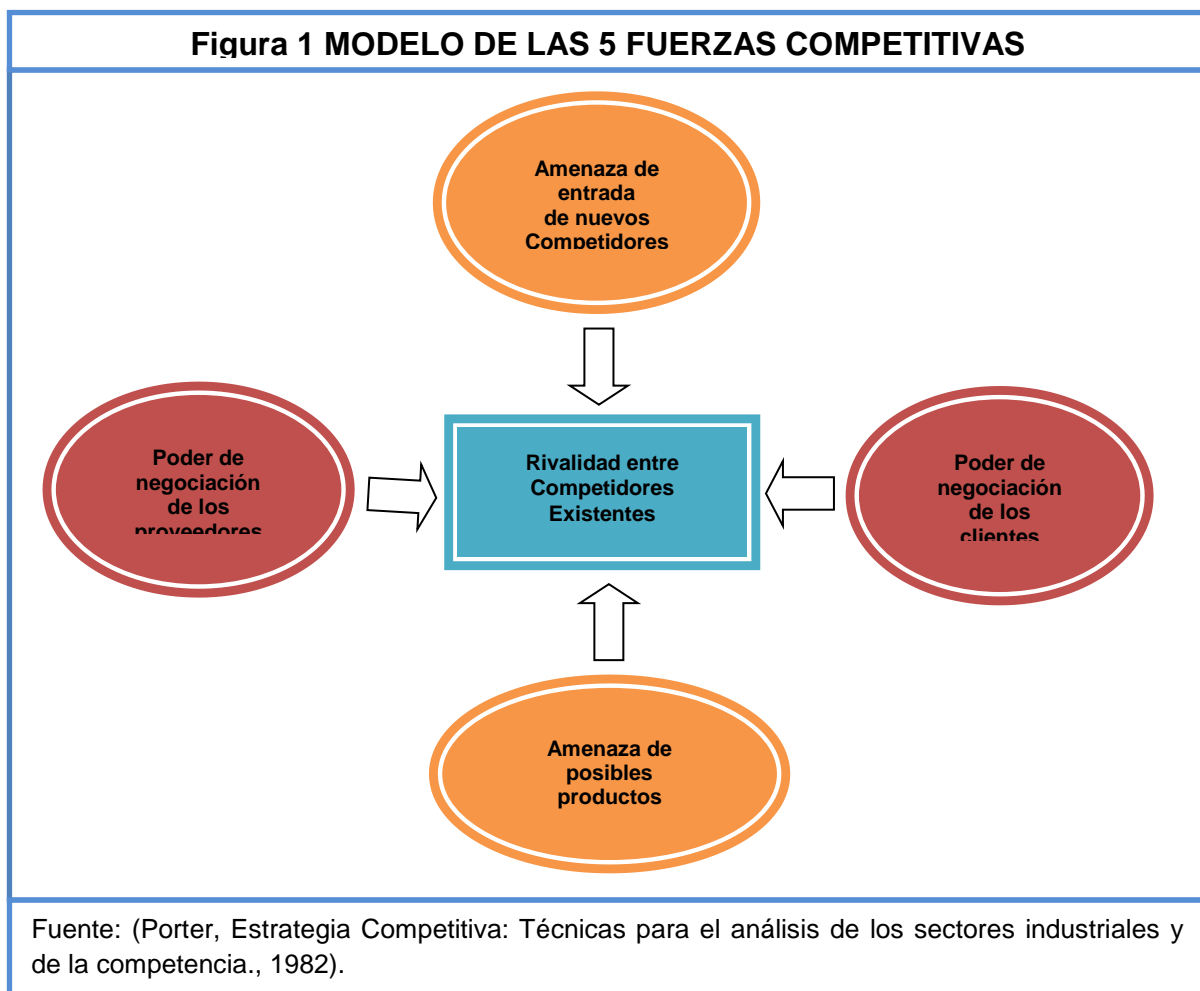 Figura 1 MODELO DE LAS 5 FUERZAS COMPETITIVAS
Amenaza de
entrada
de nuevos
Competidores
Poder de
negociación
de los
proveedores
Rivalidad entre
Competidores
Existentes
Poder de
negociación
de los
clientes
Amenaza de
posibles
productos
Fuente: (Porter, Estrategia Competitiva: Técnicas para el análisis de los sectores industriales y
de la competencia., 1982).